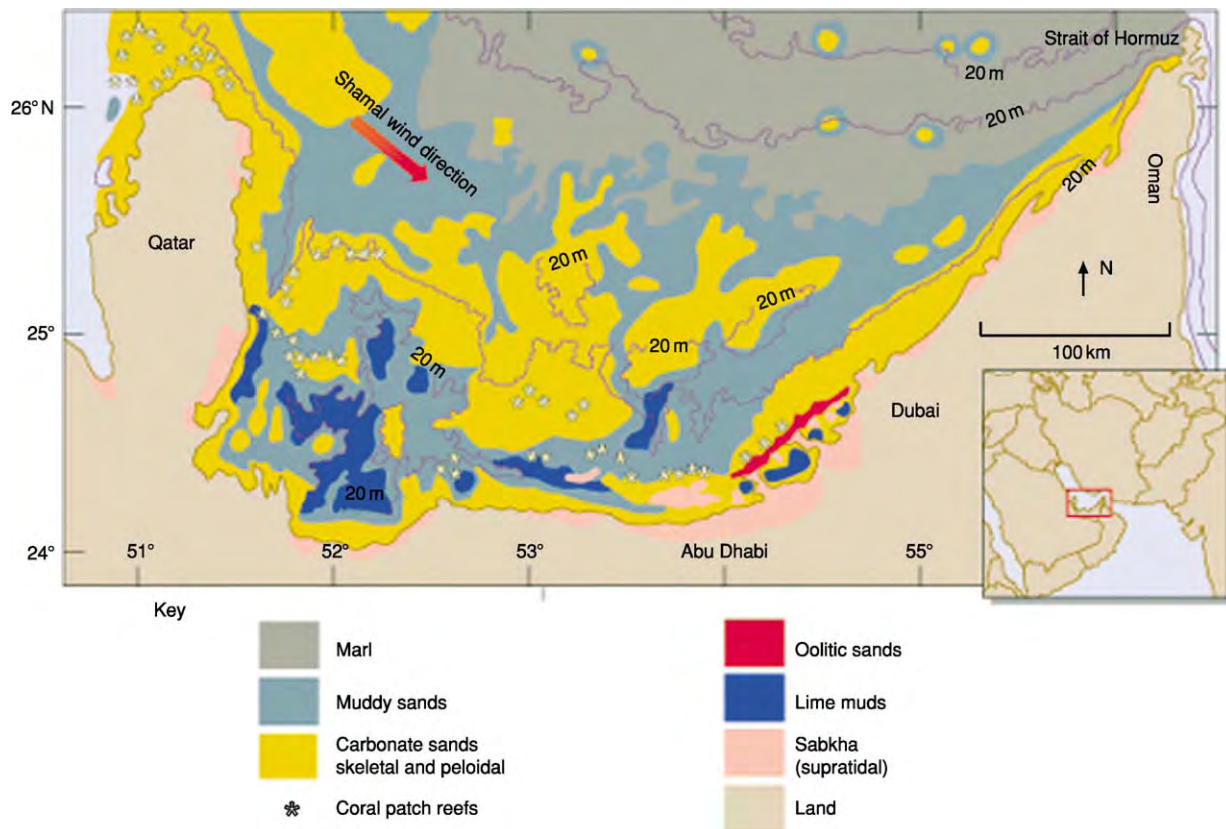 Strait of Hormuz
20 m
26° N
Shamal wind direction
20 m
20 m
Oman
Qatar
20 m
N
20 m
25°
20 m
20 m
100 km
Dubai
20 m
24°
51°
52°
53°
Abu Dhabi
55°
Key
Marl
Muddy sands
Carbonate sands
skeletal and peloidal
Coral patch reefs
Oolitic sands
Lime muds
Sabkha
(supratidal)
Land